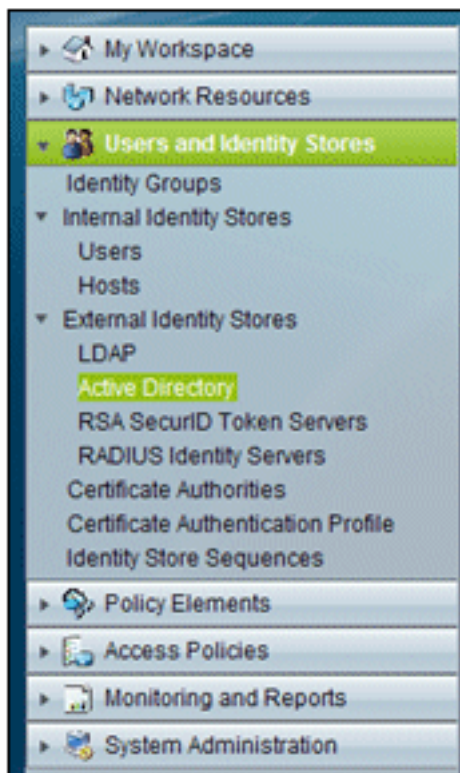 My Workspace
Network Resources
Users and Identity Stores
Identity Groups
Internal Identity Stores
Users
Hosts
External Identity Stores
LDAP
Active Directory
RSA SecurID Token Servers
RADIUS Identity Servers
Certificate Authorities
Certificate Authentication Profile
Identity Store Sequences
Policy Elements
Access Policies
Monitoring and Reports
System Administration